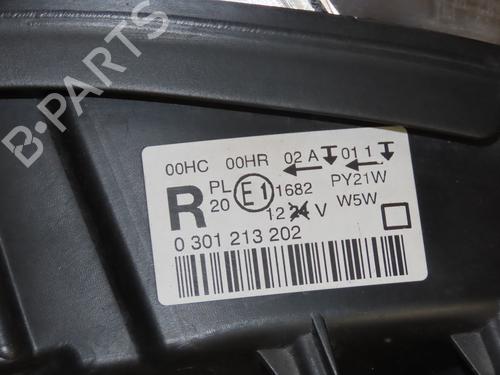 B-PARTS
00HC 00HR 02 A 01 1
R PL 20 E1 1682 PY21W
12 24 V W5W
0 301 213 202